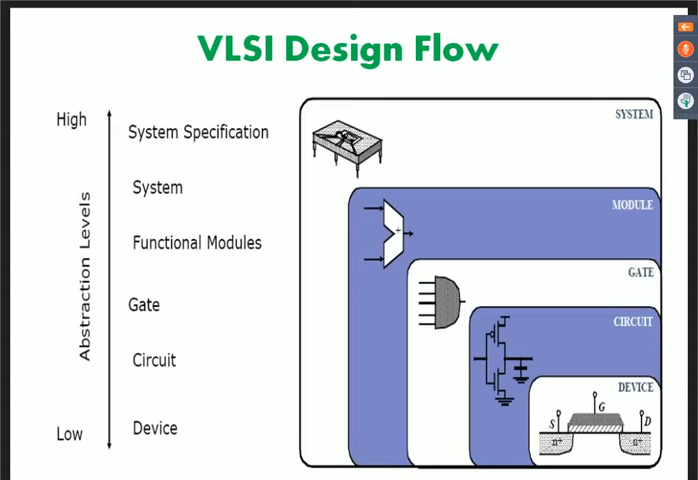 VLSI Design Flow
High
System Specification
System
Functional Modules
Gate
Circuit
Device
Low
Abstraction Levels
SYSTEM
MODULE
+
GATE
CIRCUIT
DEVICE
S
G
D
n+
n+